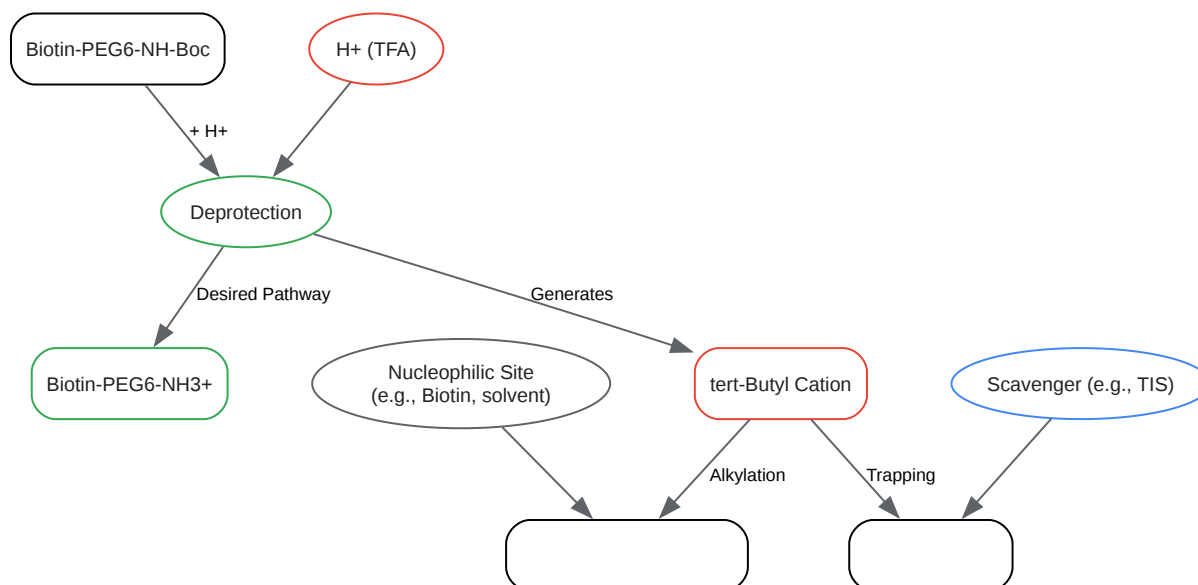 Biotin-PEG6-NH-Boc
H+ (TFA)
+ H+
Deprotection
Desired Pathway
Generates
Biotin-PEG6-NH3+
Nucleophilic Site
(e.g., Biotin, solvent)
tert-Butyl Cation
Scavenger (e.g., TIS)
Alkylation
Trapping